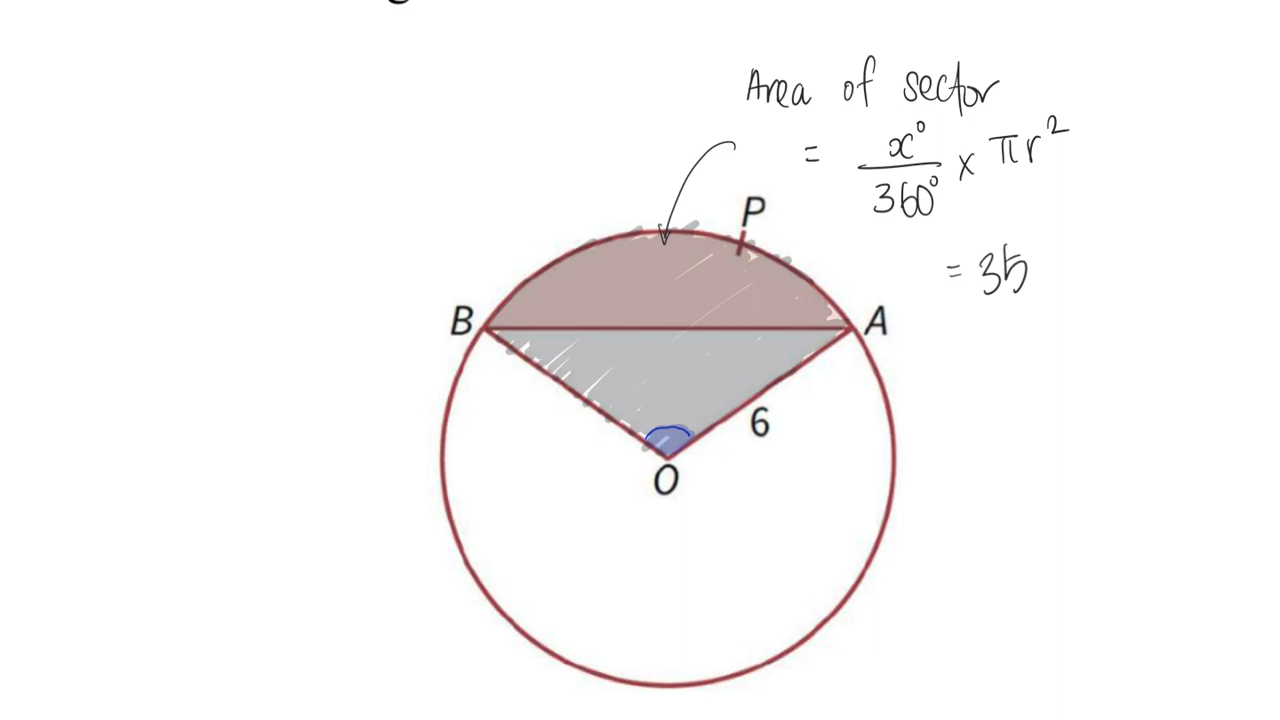 Area of sector
= x°/360° × πr²
P
= 35
B
A
6
O